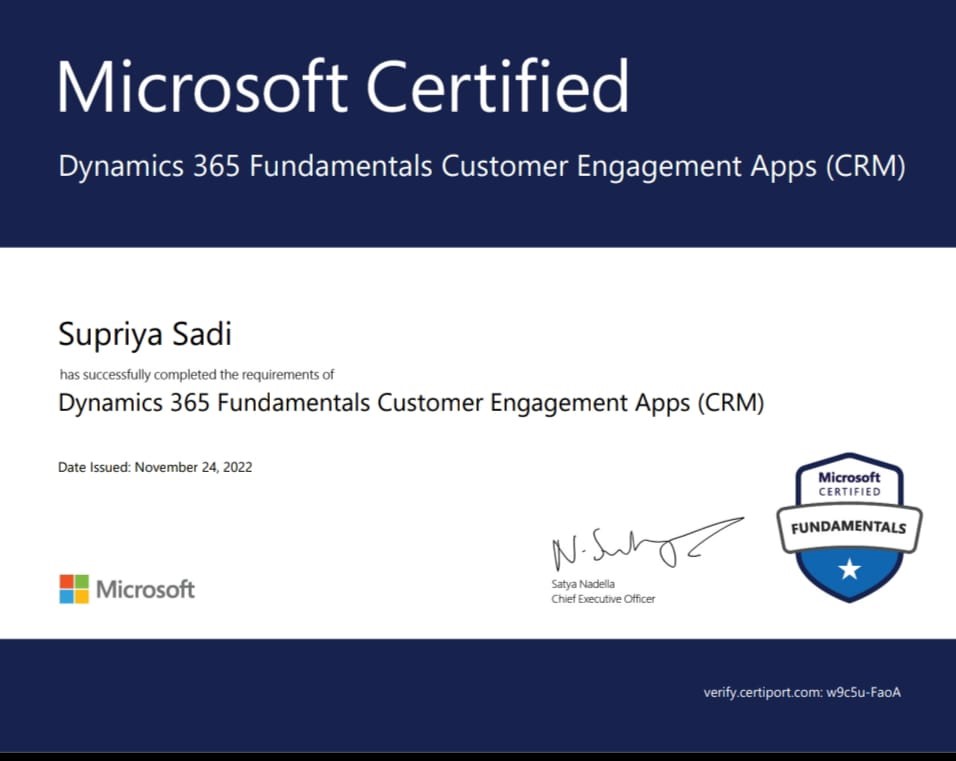 Microsoft Certified
Dynamics 365 Fundamentals Customer Engagement Apps (CRM)
Supriya Sadi
has successfully completed the requirements of
Dynamics 365 Fundamentals Customer Engagement Apps (CRM)
Date Issued: November 24, 2022
Microsoft
CERTIFIED
FUNDAMENTALS
Satya Nadella
Chief Executive Officer
Microsoft
verify.certiport.com: w9c5u-FaoA